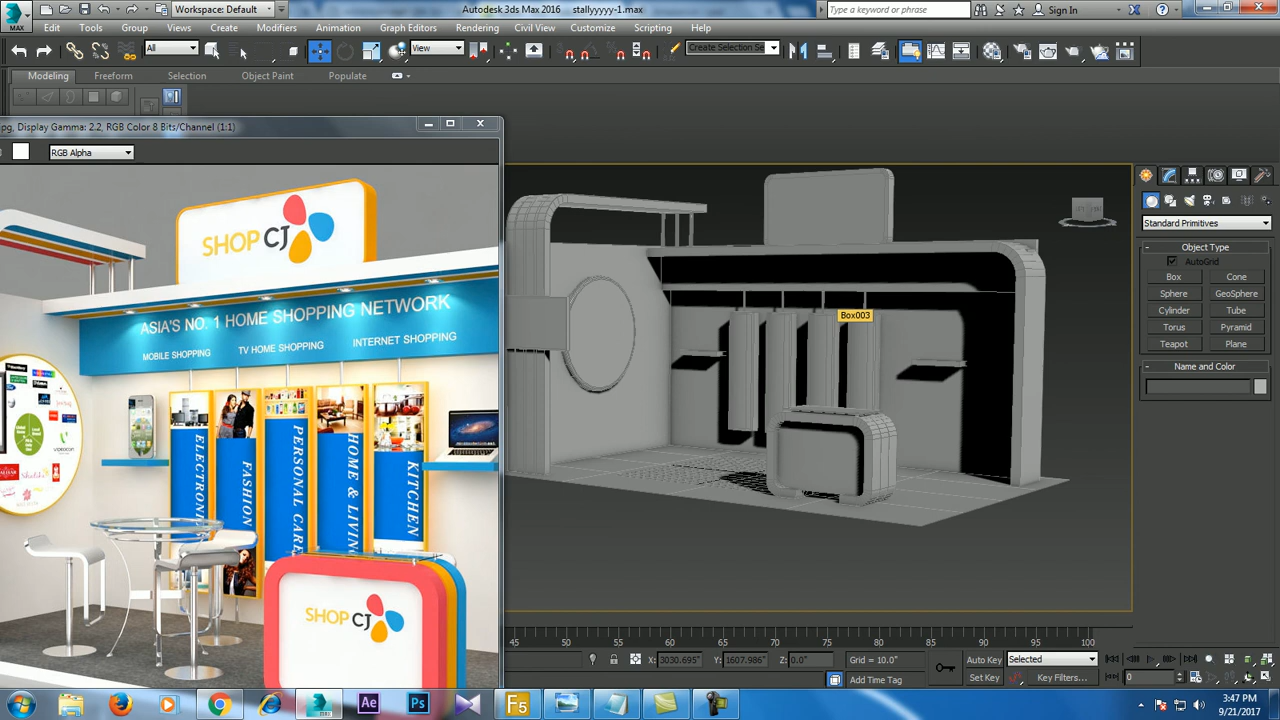 Workspace: Default
Autodesk 3ds Max 2016 stallyyyyy-1.max
Type a keyword or phrase
Sign In
MAX
Edit Tools Group Views Create Modifiers Animation Graph Editors Rendering Civil View Customize Scripting Help
All
View
Create Selection Se
Modeling Freeform Selection Object Paint Populate
pg, Display Gamma: 2.2, RGB Color 8 Bits/Channel (1:1)
RGB Alpha
SHOP CJ
ASIA'S NO. 1 HOME SHOPPING NETWORK
MOBILE SHOPPING TV HOME SHOPPING INTERNET SHOPPING
ELECTRONI
FASHION
PERSONAL CARE
HOME & LIVING
KITCHEN
SHOP CJ
Box003
Standard Primitives
Object Type
AutoGrid
Box Cone
Sphere GeoSphere
Cylinder Tube
Torus Pyramid
Teapot Plane
Name and Color
45 50 55 60 65 70 75 80 85 90 95 100
X: 3030.695" Y: 1607.986" Z: 0.0" Grid = 10.0"
Auto Key Selected
Add Time Tag
Set Key Key Filters... 0
Ae Ps F5
3:47 PM
9/21/2017